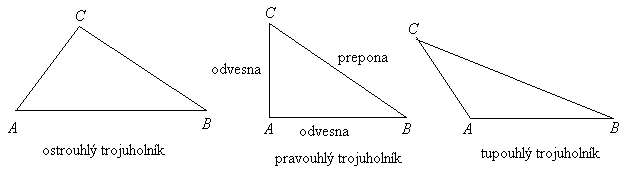 C
A
B
ostrouhlý trojuholník
C
odvesna
prepona
A
odvesna
B
pravouhlý trojuholník
C
A
B
tupouhlý trojuholník